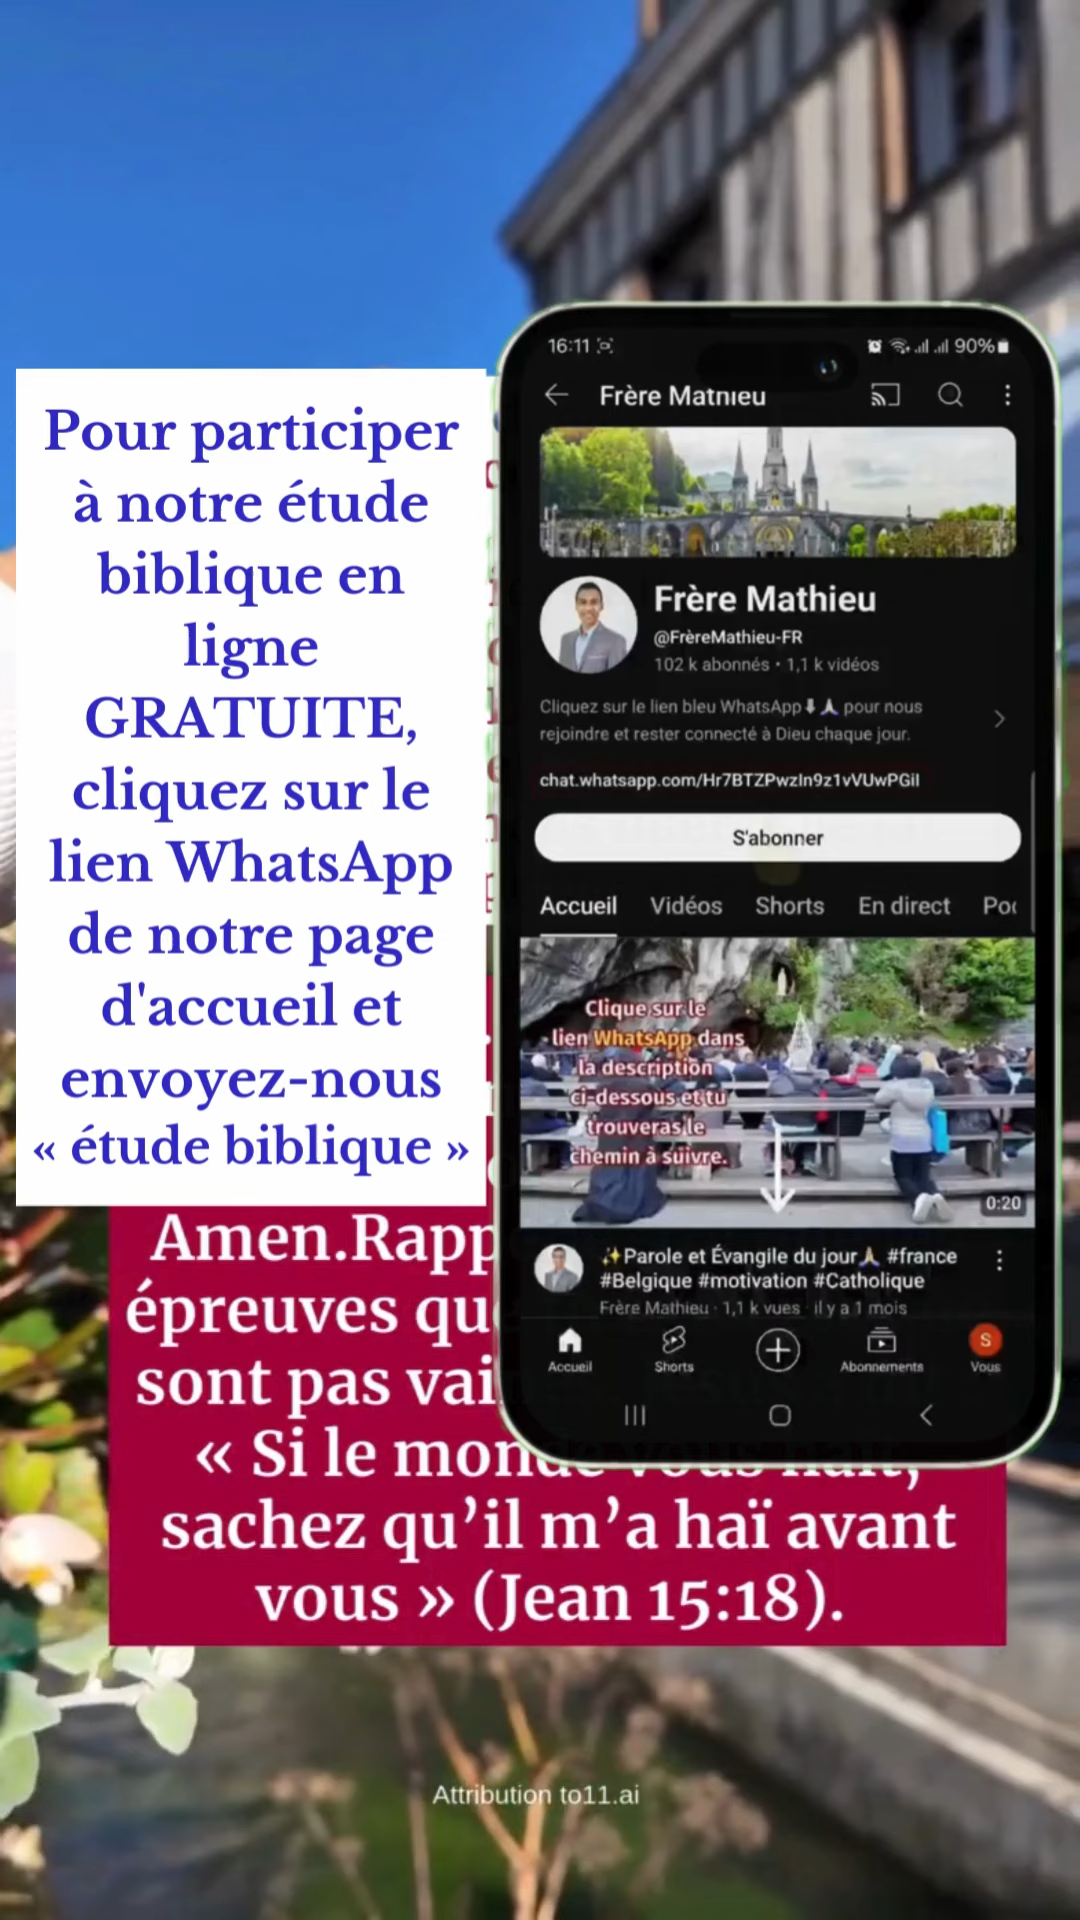 Pour participer
à notre étude
biblique en
ligne
GRATUITE,
cliquez sur le
lien WhatsApp
de notre page
d'accueil et
envoyez-nous
« étude biblique »
16:11
90%
Frère Mathieu
Frère Mathieu
@FrèreMathieu-FR
102 k abonnés • 1,1 k vidéos
Cliquez sur le lien bleu WhatsApp⬇🙏 pour nous
rejoindre et rester connecté à Dieu chaque jour.
chat.whatsapp.com/Hr7BTZPwzIn9z1vVUwPGiI
S'abonner
Accueil Vidéos Shorts En direct
Clique sur le
lien WhatsApp dans
la description
ci-dessous et tu
trouveras le
chemin à suivre.
0:20
✨Parole et Évangile du jour🙏 #france
#Belgique #motivation #Catholique
Frère Mathieu · 1,1 k vues · il y a 1 mois
Accueil Shorts Abonnements S Vous
Amen.Rapp
épreuves qu
sont pas vai
« Si le monde vous hait,
sachez qu’il m’a haï avant
vous » (Jean 15:18).
Attribution to11.ai